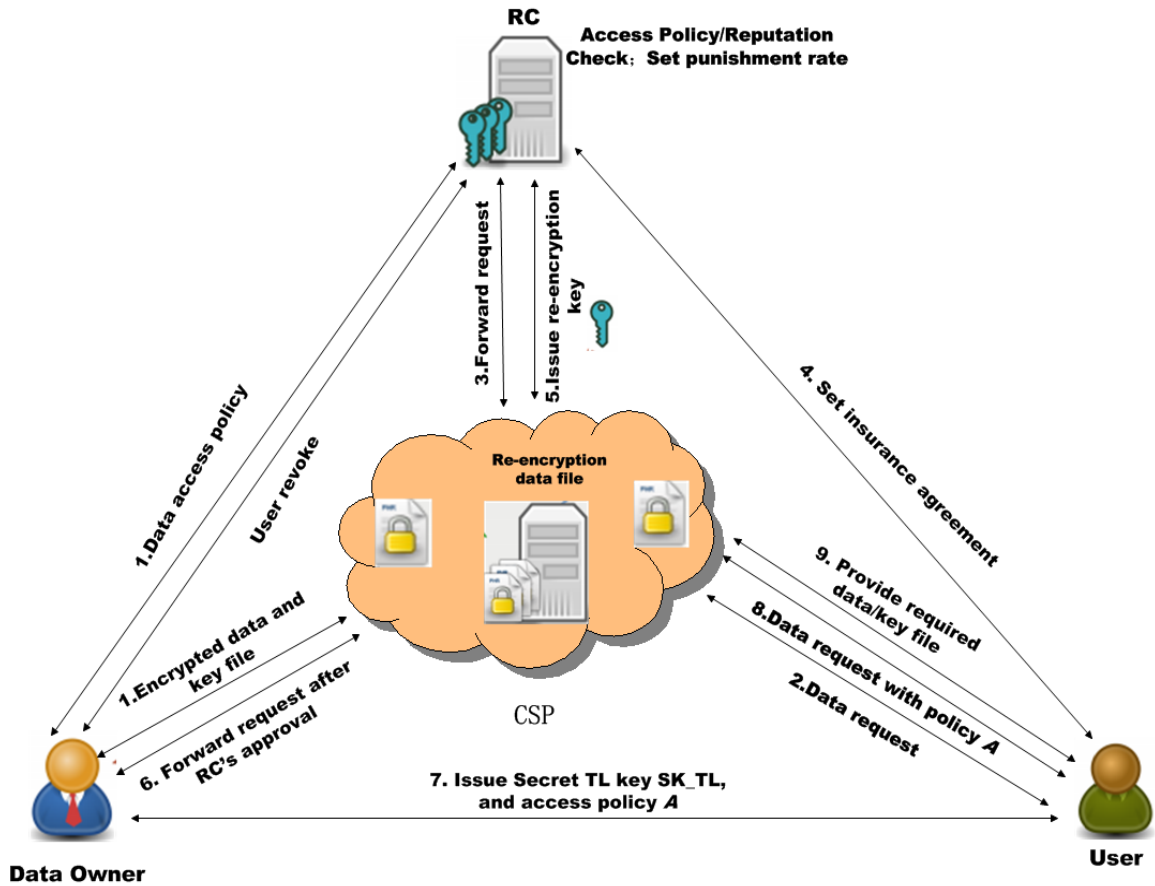 RC
Access Policy/Reputation
Check；Set punishment rate
3.Forward request
5.Issue re-encryption
key
4. Set insurance agreement
1.Data access policy
User revoke
Re-encryption
data file
1.Encrypted data and
key file
6. Forward request after
RC's approval
9. Provide required
data/key file
8.Data request with policy A
2.Data request
CSP
7. Issue Secret TL key SK_TL,
and access policy A
Data Owner
User